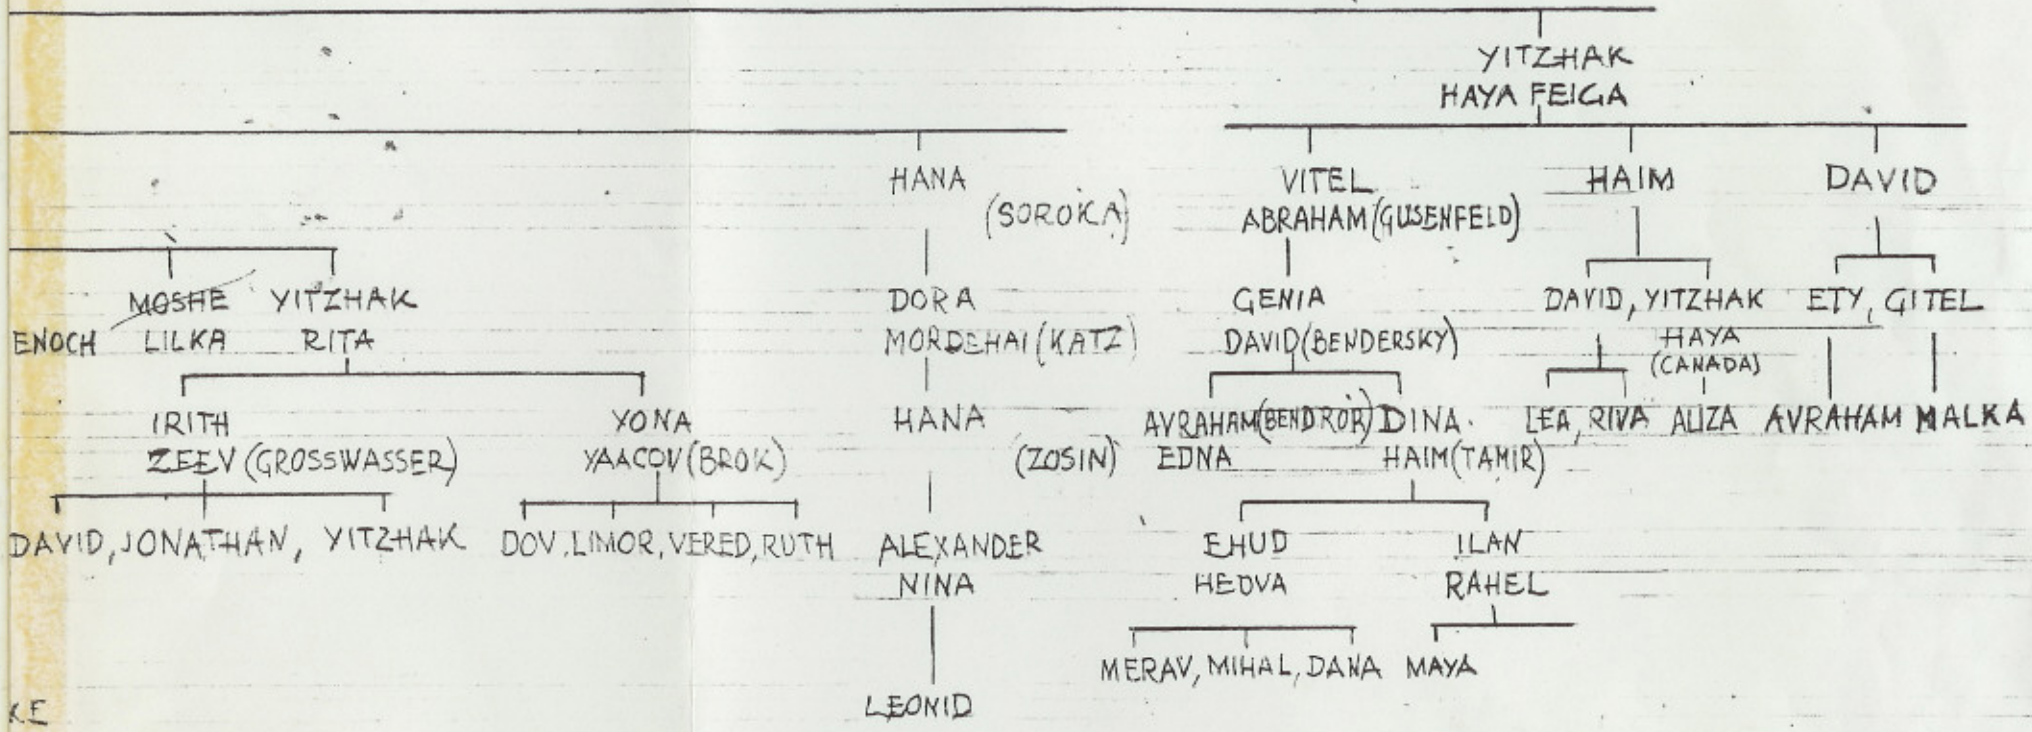 YITZHAK
HAYA FEIGA
HANA VITEL HAIM DAVID
(SOROKA) ABRAHAM (GUSENFELD)
MOSHE YITZHAK DORA GENIA DAVID, YITZHAK ETY, GITEL
ENOCH LILKA RITA MORDEHAI (KATZ) DAVID (BENDERSKY) HAYA
(CANADA)
IRITH YONA HANA AVRAHAM (BENDROR) DINA. LEA, RIVA ALIZA AVRAHAM MALKA
ZEEV (GROSSWASSER) YAACOV (BROK) (ZOSIN) EDNA HAIM (TAMIR)
DAVID, JONATHAN, YITZHAK DOV, LIMOR, VERED, RUTH ALEXANDER EHUD ILAN
NINA HEDVA RAHEL
MERAV, MIHAL, DANA MAYA
LEONID